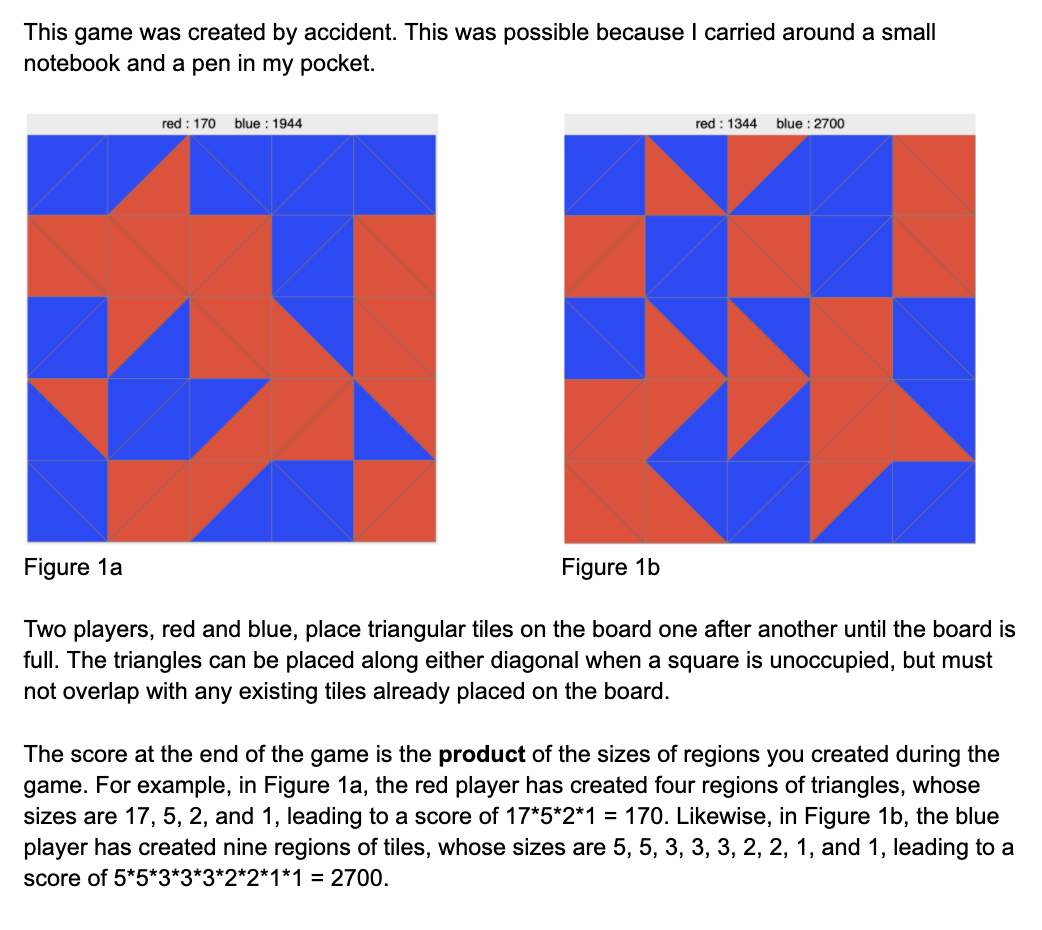 This game was created by accident. This was possible because I carried around a small
notebook and a pen in my pocket.
red : 170 blue : 1944
red : 1344 blue : 2700
Figure 1a
Figure 1b
Two players, red and blue, place triangular tiles on the board one after another until the board is
full. The triangles can be placed along either diagonal when a square is unoccupied, but must
not overlap with any existing tiles already placed on the board.
The score at the end of the game is the product of the sizes of regions you created during the
game. For example, in Figure 1a, the red player has created four regions of triangles, whose
sizes are 17, 5, 2, and 1, leading to a score of 17*5*2*1 = 170. Likewise, in Figure 1b, the blue
player has created nine regions of tiles, whose sizes are 5, 5, 3, 3, 3, 2, 2, 1, and 1, leading to a
score of 5*5*3*3*3*2*2*1*1 = 2700.